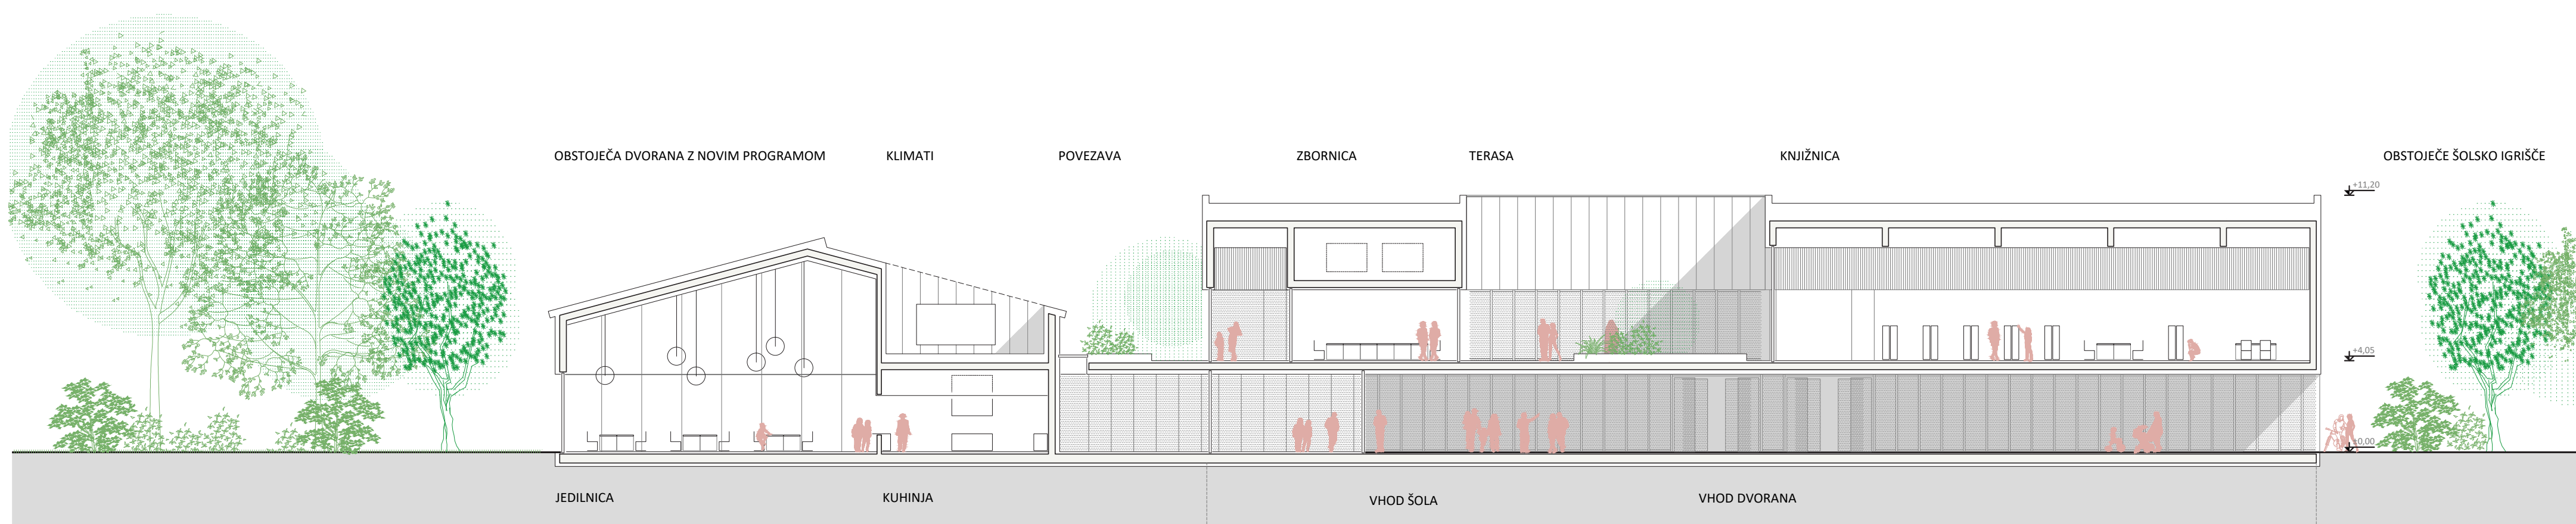 OBSTOJEČA DVORANA Z NOVIM PROGRAMOM
KLIMATI
POVEZAVA
ZBORNICA
TERASA
KNJIŽNICA
OBSTOJEČE ŠOLSKO IGRIŠČE
+11,20
+4,05
±0,00
JEDILNICA
KUHINJA
VHOD ŠOLA
VHOD DVORANA